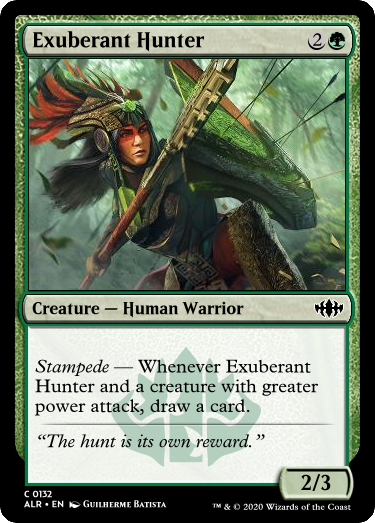 Exuberant Hunter 2
Creature — Human Warrior
Stampede — Whenever Exuberant
Hunter and a creature with greater
power attack, draw a card.
“The hunt is its own reward.”
2/3
C 0132
ALR • EN Guilherme Batista
™ & © 2020 Wizards of the Coast